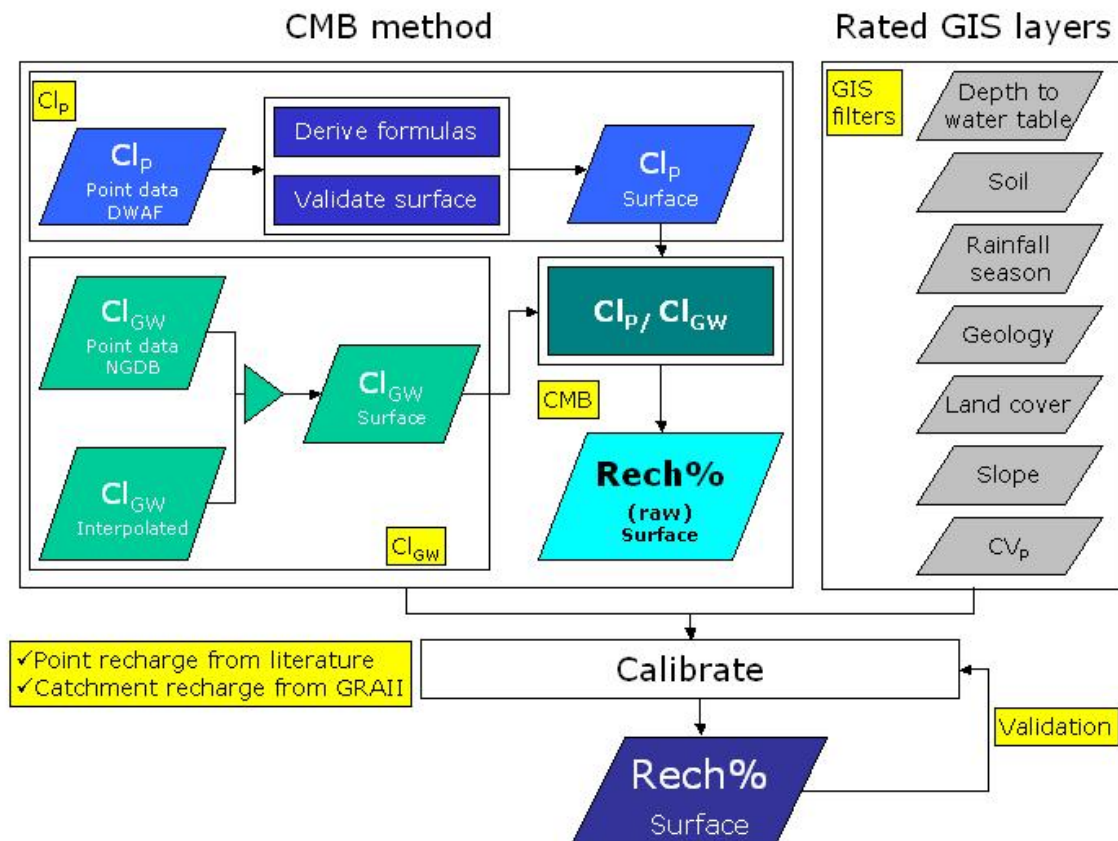 CMB method
Rated GIS layers
Cl_P
Cl_P
Point data
DWAF
Derive formulas
Validate surface
Cl_P
Surface
Cl_GW
Point data
NGDB
Cl_GW
Interpolated
Cl_GW
Surface
Cl_GW
Cl_P/ Cl_GW
CMB
Rech%
(raw)
Surface
GIS
filters
Depth to
water table
Soil
Rainfall
season
Geology
Land cover
Slope
CV_P
✓Point recharge from literature
✓Catchment recharge from GRAII
Calibrate
Validation
Rech%
Surface